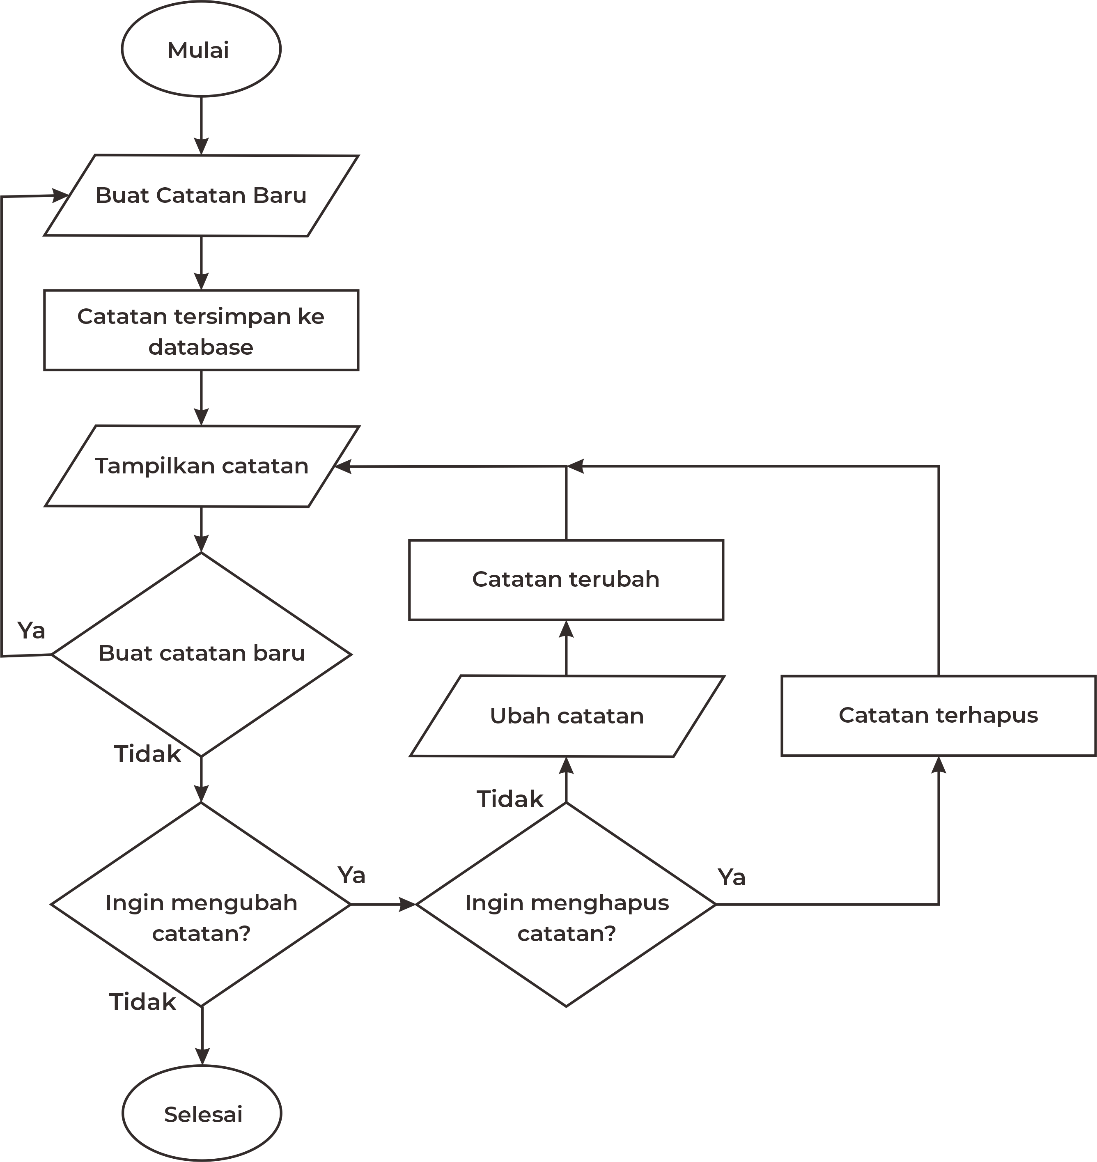 Mulai
Buat Catatan Baru
Catatan tersimpan ke
database
Tampilkan catatan
Catatan terubah
Ya
Buat catatan baru
Ubah catatan
Catatan terhapus
Tidak
Tidak
Ya
Ya
Ingin mengubah
catatan?
Ingin menghapus
catatan?
Tidak
Selesai